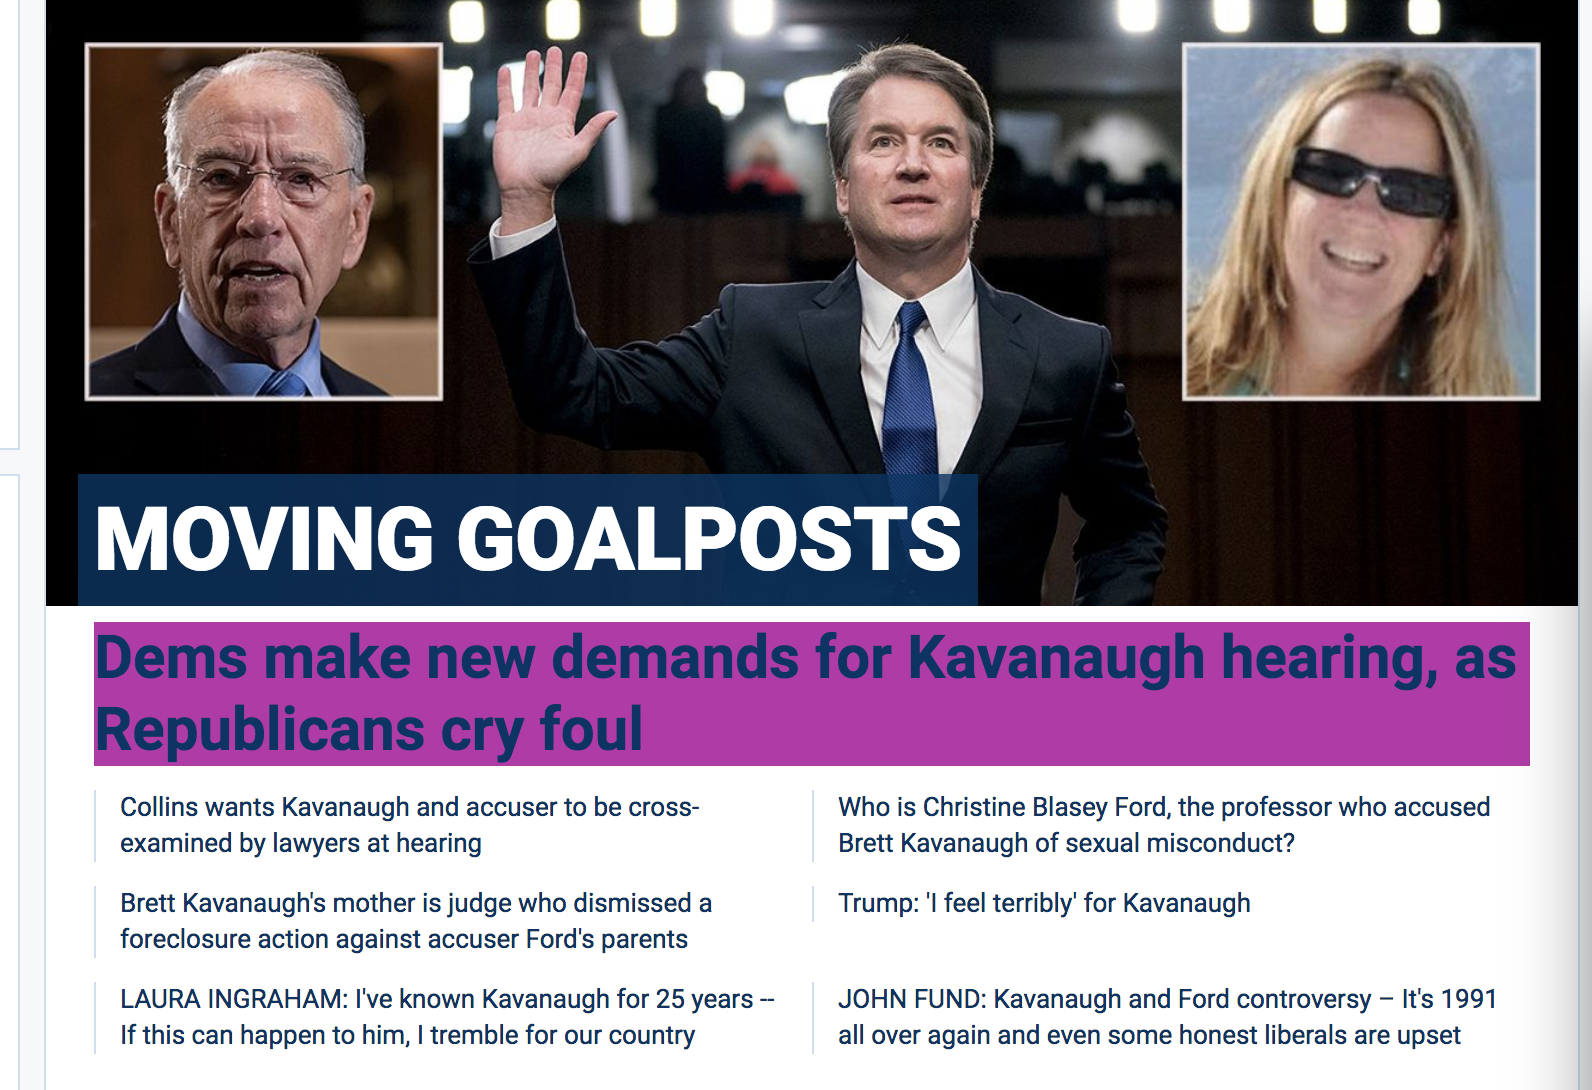 MOVING GOALPOSTS
Dems make new demands for Kavanaugh hearing, as
Republicans cry foul
Collins wants Kavanaugh and accuser to be cross-
examined by lawyers at hearing
Who is Christine Blasey Ford, the professor who accused
Brett Kavanaugh of sexual misconduct?
Brett Kavanaugh's mother is judge who dismissed a
foreclosure action against accuser Ford's parents
Trump: 'I feel terribly' for Kavanaugh
LAURA INGRAHAM: I've known Kavanaugh for 25 years --
If this can happen to him, I tremble for our country
JOHN FUND: Kavanaugh and Ford controversy – It's 1991
all over again and even some honest liberals are upset